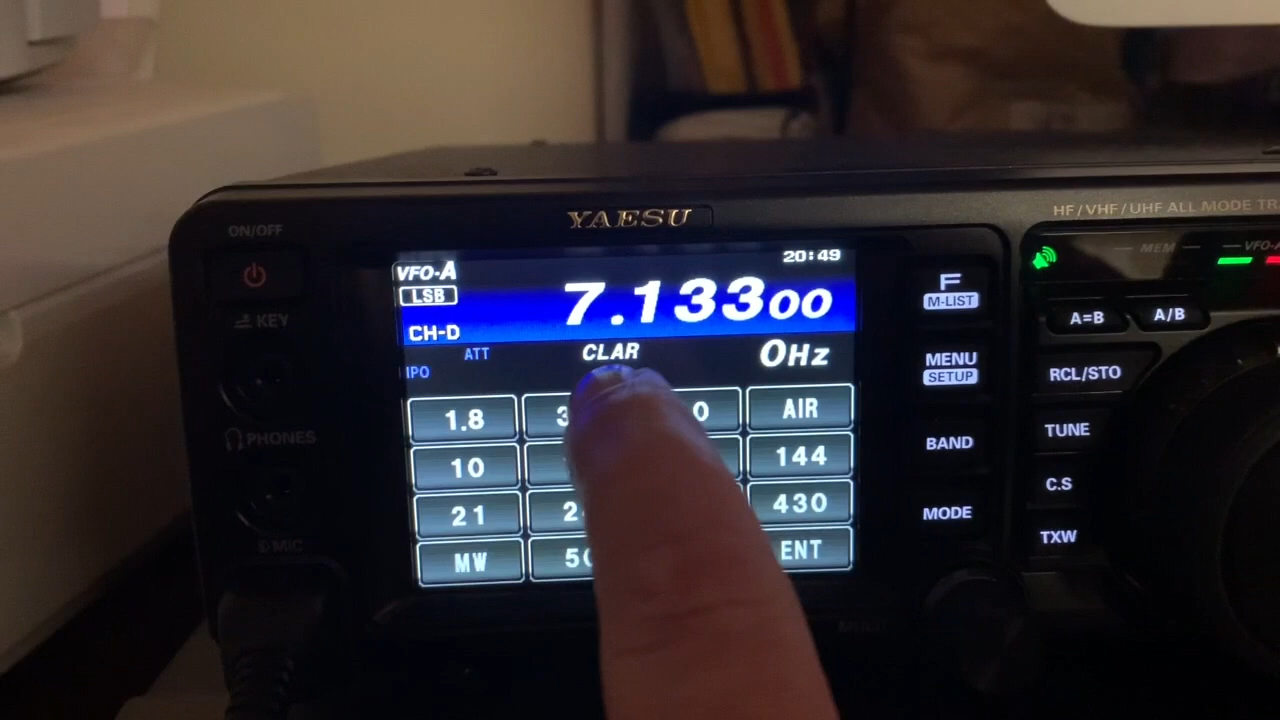 YAESU
HF/VHF/UHF ALL MODE TR
ON/OFF
KEY
PHONES
MIC
20:49
VFO-A
LSB
7.13300
CH-D
ATT
CLAR
0Hz
IPO
1.8
3
0
AIR
10
144
21
2
430
MW
50
ENT
F
M-LIST
MENU
SETUP
BAND
MODE
MEM
VFO-A
A=B
A/B
RCL/STO
TUNE
C.S
TXW